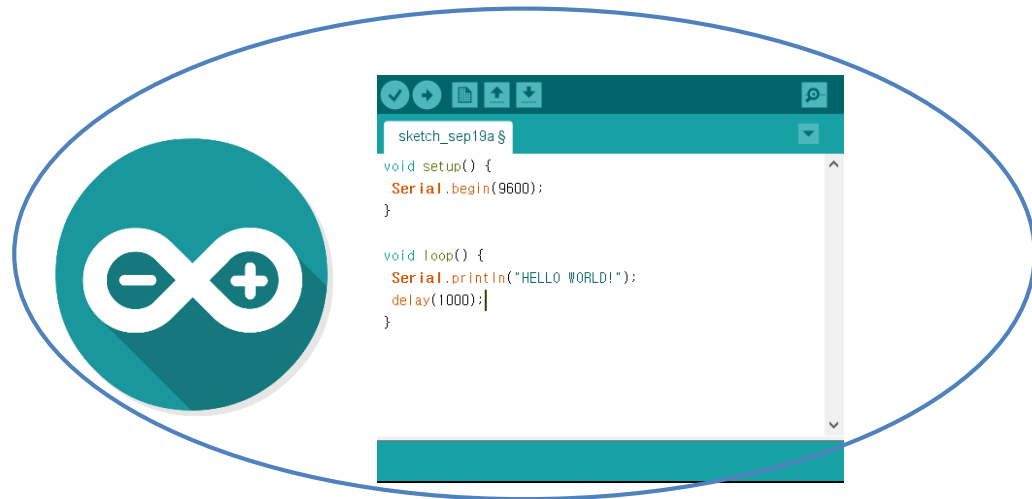 sketch_sep19a §
void setup() {
Serial.begin(9600);
}
void loop() {
Serial.println("HELLO WORLD!");
delay(1000);
}